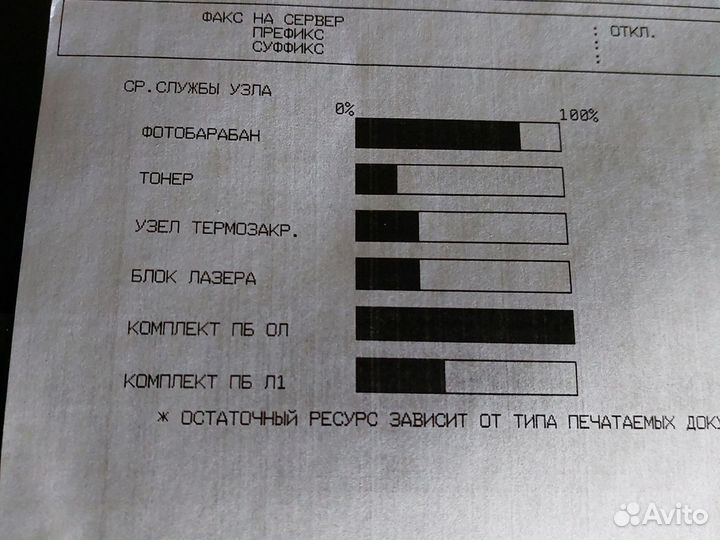 ФАКС НА СЕРВЕР : ОТКЛ.
ПРЕФИКС :
СУФФИКС :
СР.СЛУЖБЫ УЗЛА
0% 100%
ФОТОБАРАБАН
ТОНЕР
УЗЕЛ ТЕРМОЗАКР.
БЛОК ЛАЗЕРА
КОМПЛЕКТ ПБ ОЛ
КОМПЛЕКТ ПБ Л1
* ОСТАТОЧНЫЙ РЕСУРС ЗАВИСИТ ОТ ТИПА ПЕЧАТАЕМЫХ ДОКУ
Avito